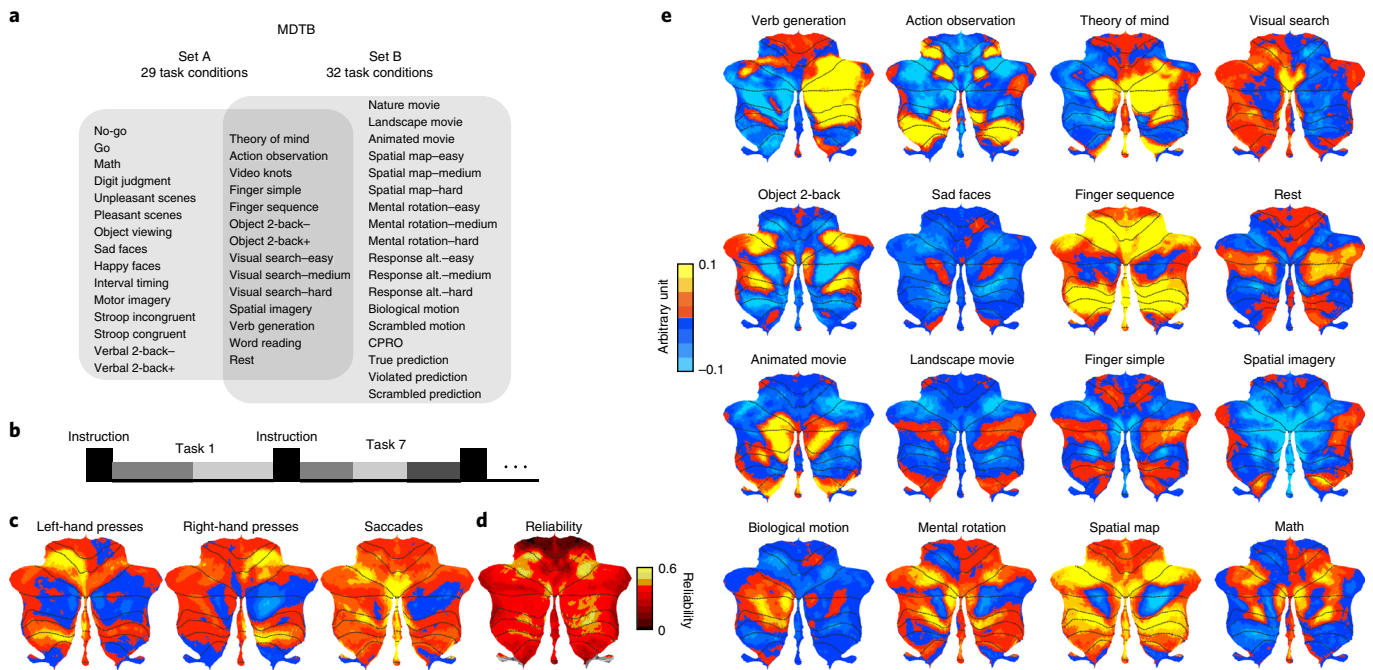 a
MDTB
Set A
29 task conditions
Set B
32 task conditions
No-go
Go
Math
Digit judgment
Unpleasant scenes
Pleasant scenes
Object viewing
Sad faces
Happy faces
Interval timing
Motor imagery
Stroop incongruent
Stroop congruent
Verbal 2-back–
Verbal 2-back+
Theory of mind
Action observation
Video knots
Finger simple
Finger sequence
Object 2-back–
Object 2-back+
Visual search–easy
Visual search–medium
Visual search–hard
Spatial imagery
Verb generation
Word reading
Rest
Nature movie
Landscape movie
Animated movie
Spatial map–easy
Spatial map–medium
Spatial map–hard
Mental rotation–easy
Mental rotation–medium
Mental rotation–hard
Response alt.–easy
Response alt.–medium
Response alt.–hard
Biological motion
Scrambled motion
CPRO
True prediction
Violated prediction
Scrambled prediction
b
Instruction
Task 1
Instruction
Task 7
...
c
Left-hand presses
Right-hand presses
Saccades
d
Reliability
0.6
0
Reliability
e
Verb generation
Action observation
Theory of mind
Visual search
Object 2-back
Sad faces
Finger sequence
Rest
0.1
–0.1
Arbitrary unit
Animated movie
Landscape movie
Finger simple
Spatial imagery
Biological motion
Mental rotation
Spatial map
Math